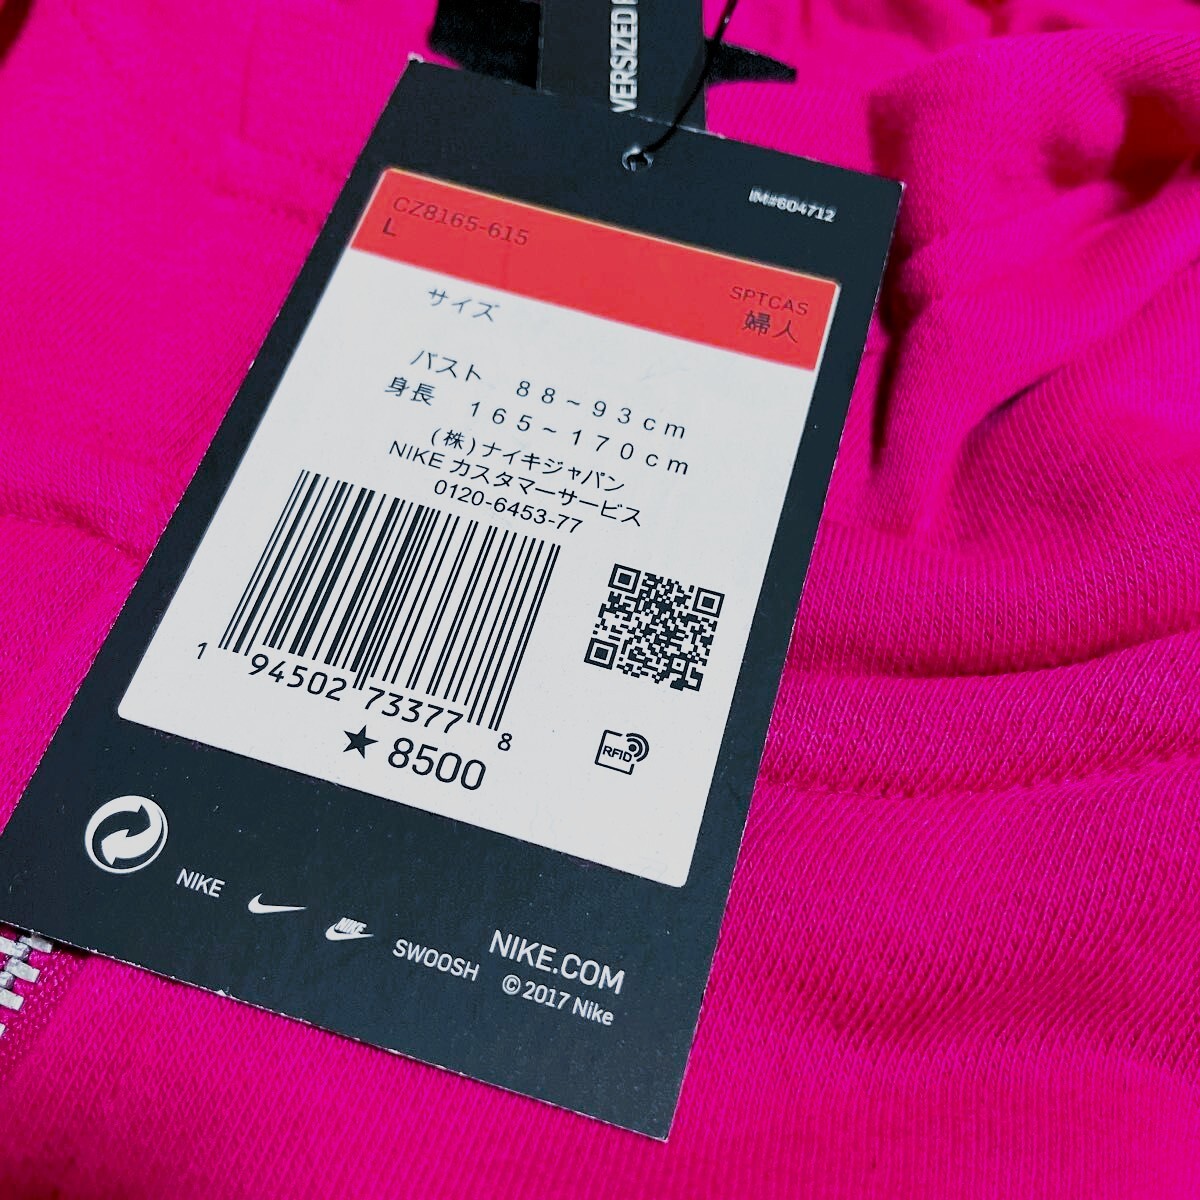 VERSIZED
IM#604712
CZ8165-615
L
SPTCAS
婦人
サイズ
バスト 88~93cm
身長 165~170cm
(株)ナイキジャパン
NIKE カスタマーサービス
0120-6453-77
1 94502 73377 8
★8500
RFID
NIKE
NIKE
SWOOSH
NIKE.COM
© 2017 Nike